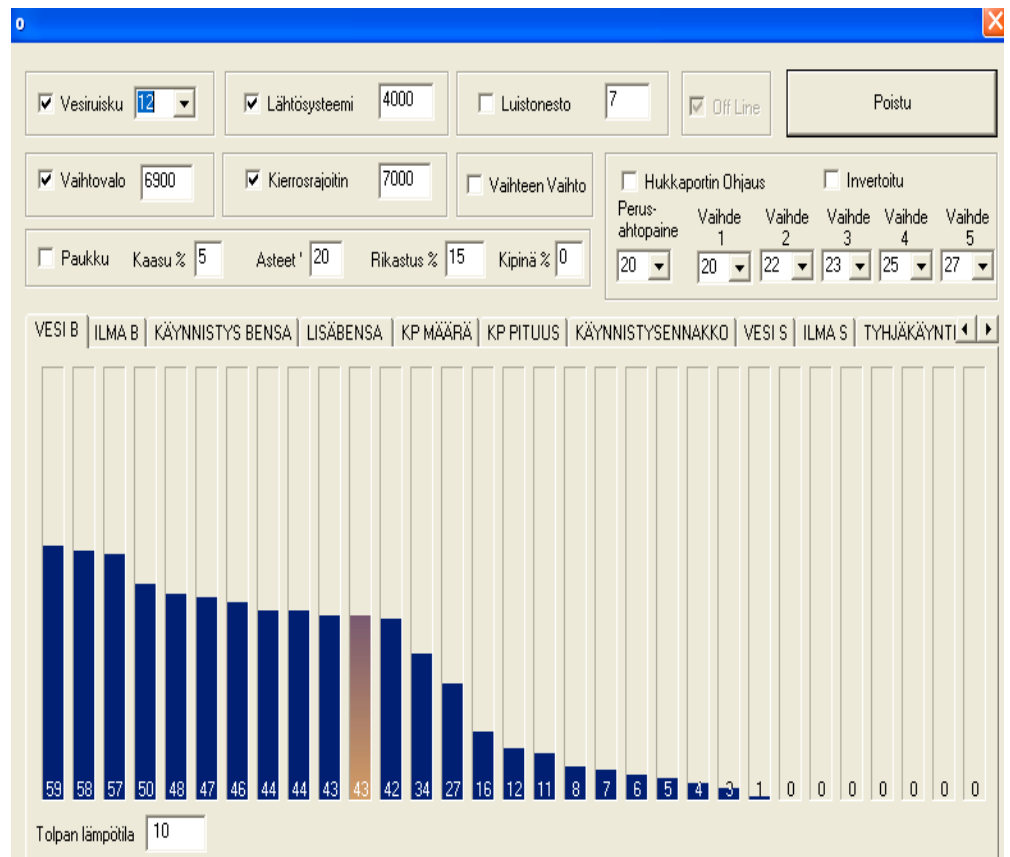 o
Vesiruisku 12 Lähtösysteemi 4000 Luistonesto 7 Off Line Poistu
Vaihtovalo 6900 Kierrosrajoitin 7000 Vaihteen Vaihto
Hukkaportin Ohjaus Invertoitu
Perus-ahtopaine Vaihde 1 Vaihde 2 Vaihde 3 Vaihde 4 Vaihde 5
20 20 22 23 25 27
Paukku Kaasu % 5 Asteet ' 20 Rikastus % 15 Kipinä % 0
VESI B ILMA B KÄYNNISTYS BENSA LISÄBENSA KP MÄÄRÄ KP PITUUS KÄYNNISTYSENNAKKO VESI S ILMA S TYHJÄKÄYNTI
59 58 57 50 48 47 46 44 44 43 43 42 34 27 16 12 11 8 7 6 5 4 3 1 0 0 0 0 0 0 0
Tolpan lämpötila 10